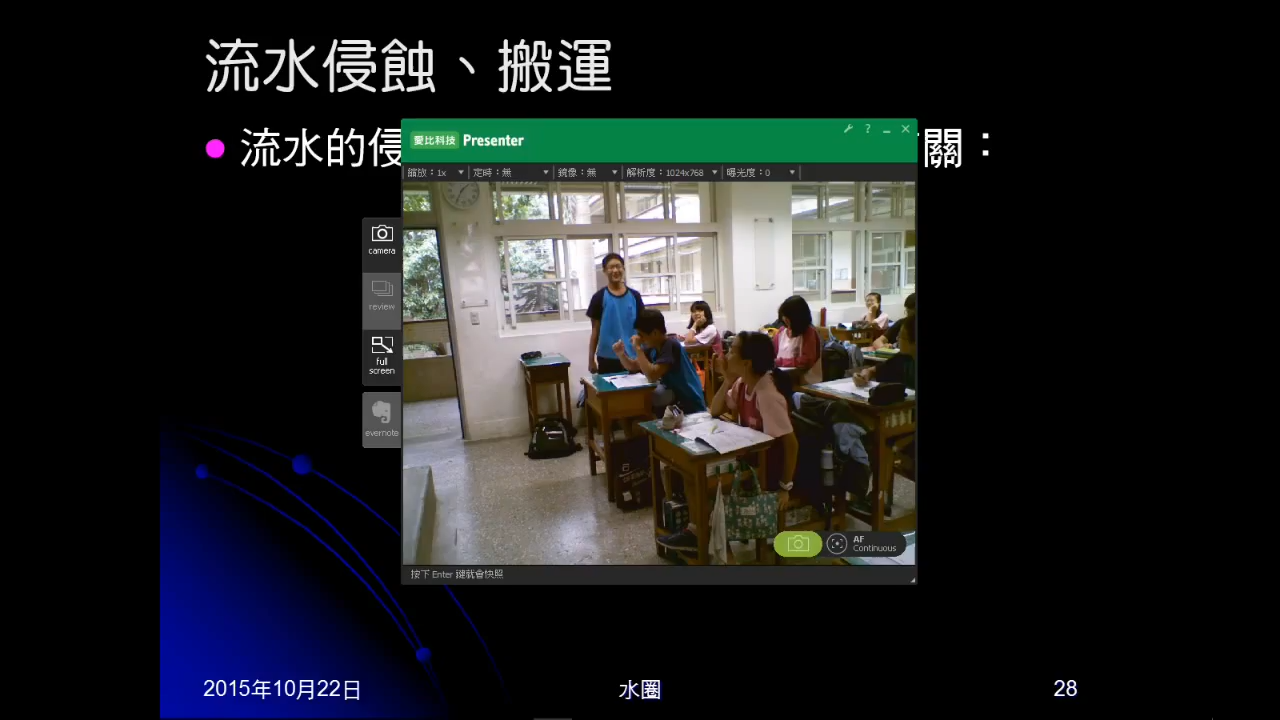 流水侵蝕、搬運
流水的侵
關：
愛比科技 Presenter
縮放：1x 定時：無 鏡像：無 解析度：1024x768 曝光度：0
camera
review
full
screen
evernote
AF
Continuous
按下 Enter 鍵就會快照
2015年10月22日 水圈 28